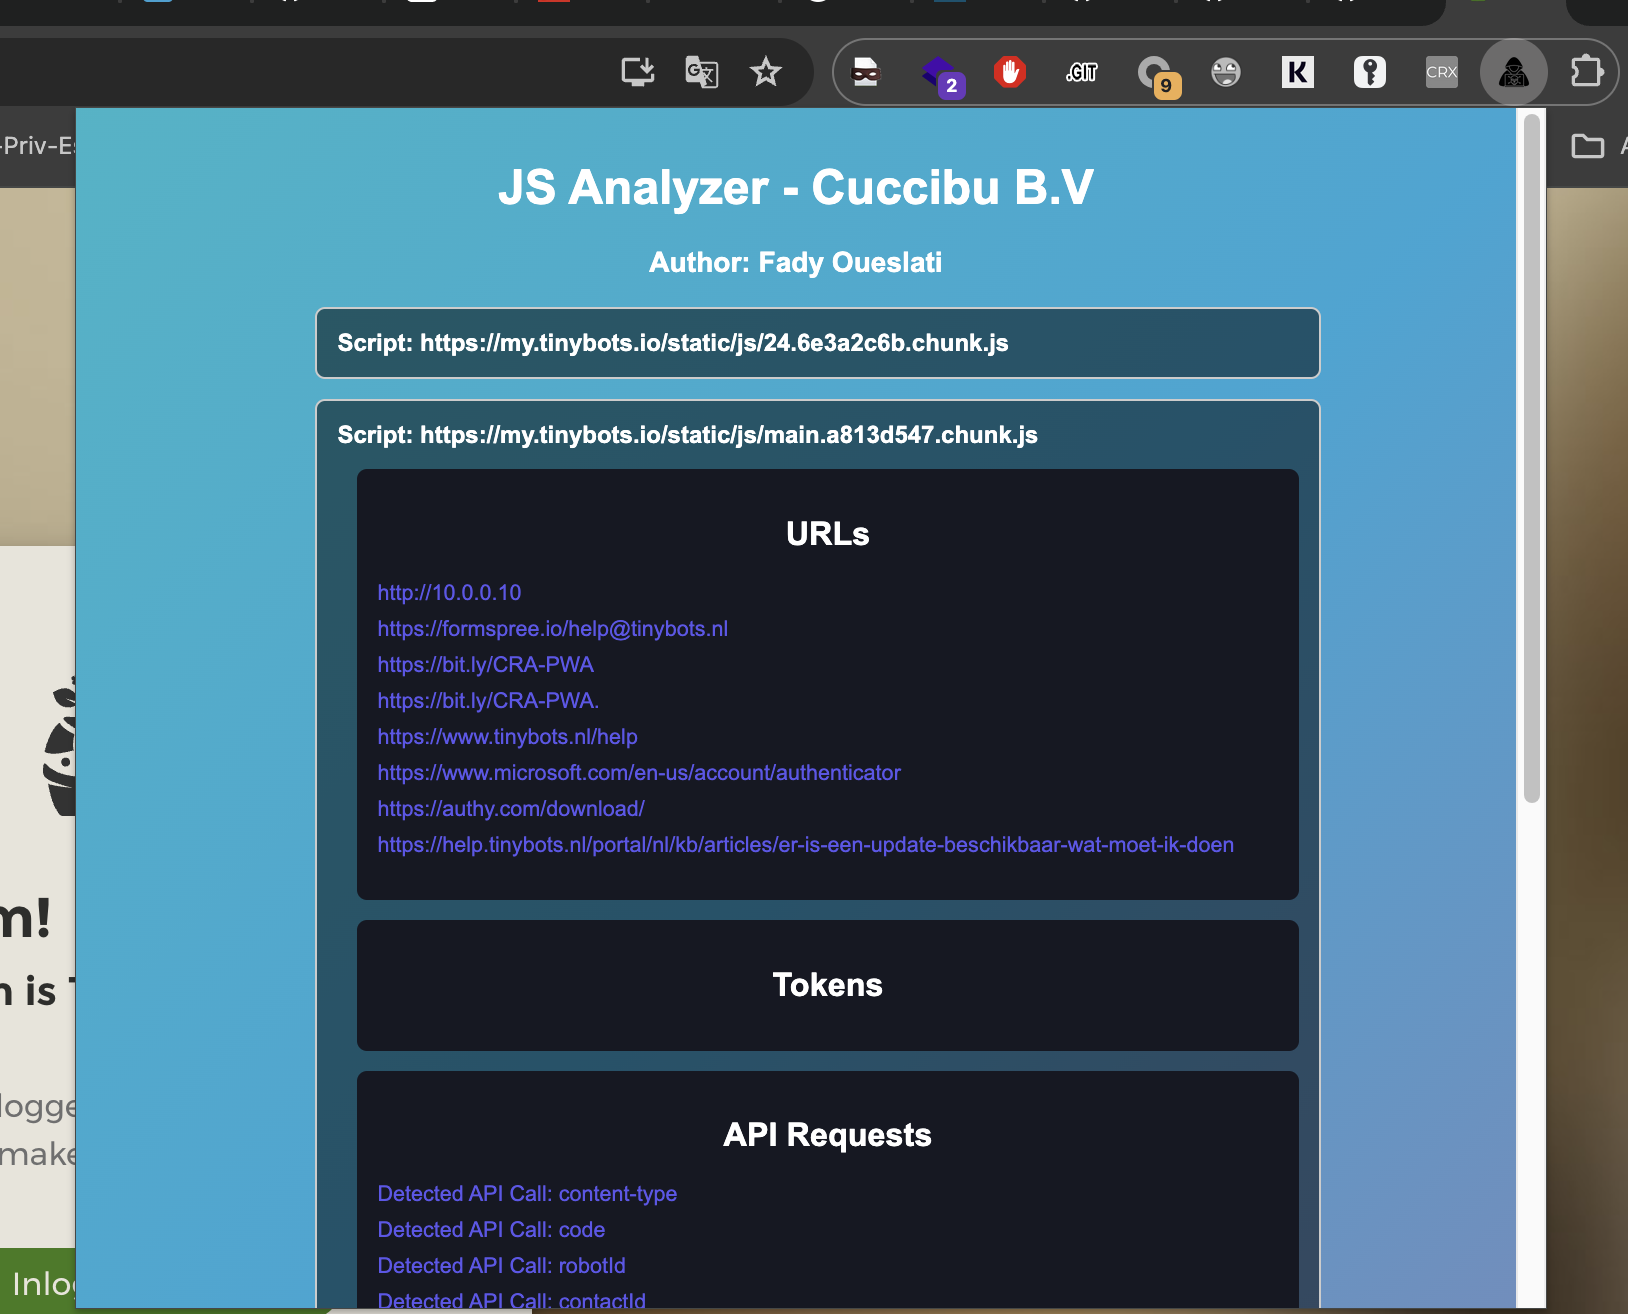 .GIT
2
9
K
CRX
-Priv-Es
JS Analyzer - Cuccibu B.V
Author: Fady Oueslati
Script: https://my.tinybots.io/static/js/24.6e3a2c6b.chunk.js
Script: https://my.tinybots.io/static/js/main.a813d547.chunk.js
URLs
http://10.0.0.10
https://formspree.io/help@tinybots.nl
https://bit.ly/CRA-PWA
https://bit.ly/CRA-PWA.
https://www.tinybots.nl/help
https://www.microsoft.com/en-us/account/authenticator
https://authy.com/download/
https://help.tinybots.nl/portal/nl/kb/articles/er-is-een-update-beschikbaar-wat-moet-ik-doen
Tokens
API Requests
Detected API Call: content-type
Detected API Call: code
Detected API Call: robotId
Detected API Call: contactId
m!
n is
logge
make
Inlog